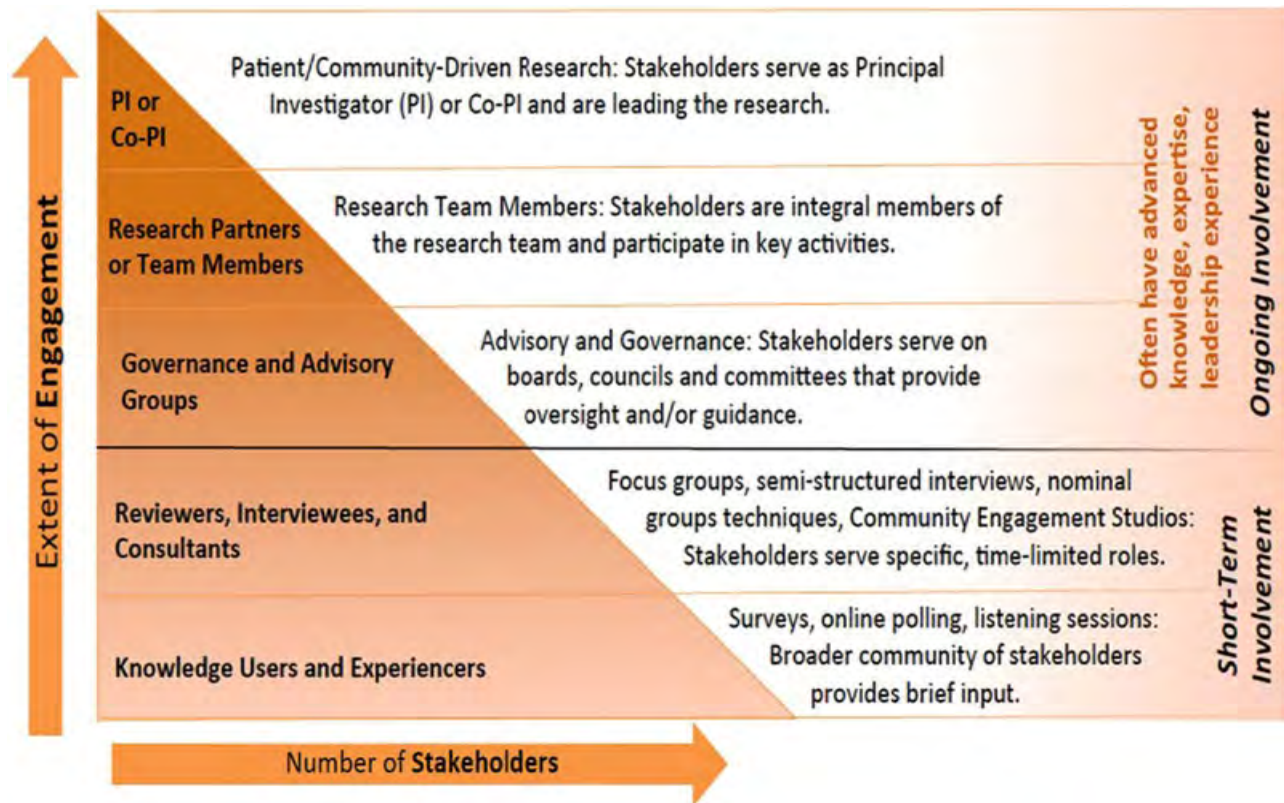 Extent of Engagement
PI or
Co-PI
Patient/Community-Driven Research: Stakeholders serve as Principal
Investigator (PI) or Co-PI and are leading the research.
Research Partners
or Team Members
Research Team Members: Stakeholders are integral members of
the research team and participate in key activities.
Governance and Advisory
Groups
Advisory and Governance: Stakeholders serve on
boards, councils and committees that provide
oversight and/or guidance.
Often have advanced
knowledge, expertise,
leadership experience
Ongoing Involvement
Reviewers, Interviewees, and
Consultants
Focus groups, semi-structured interviews, nominal
groups techniques, Community Engagement Studios:
Stakeholders serve specific, time-limited roles.
Knowledge Users and Experiencers
Surveys, online polling, listening sessions:
Broader community of stakeholders
provides brief input.
Short-Term
Involvement
Number of Stakeholders